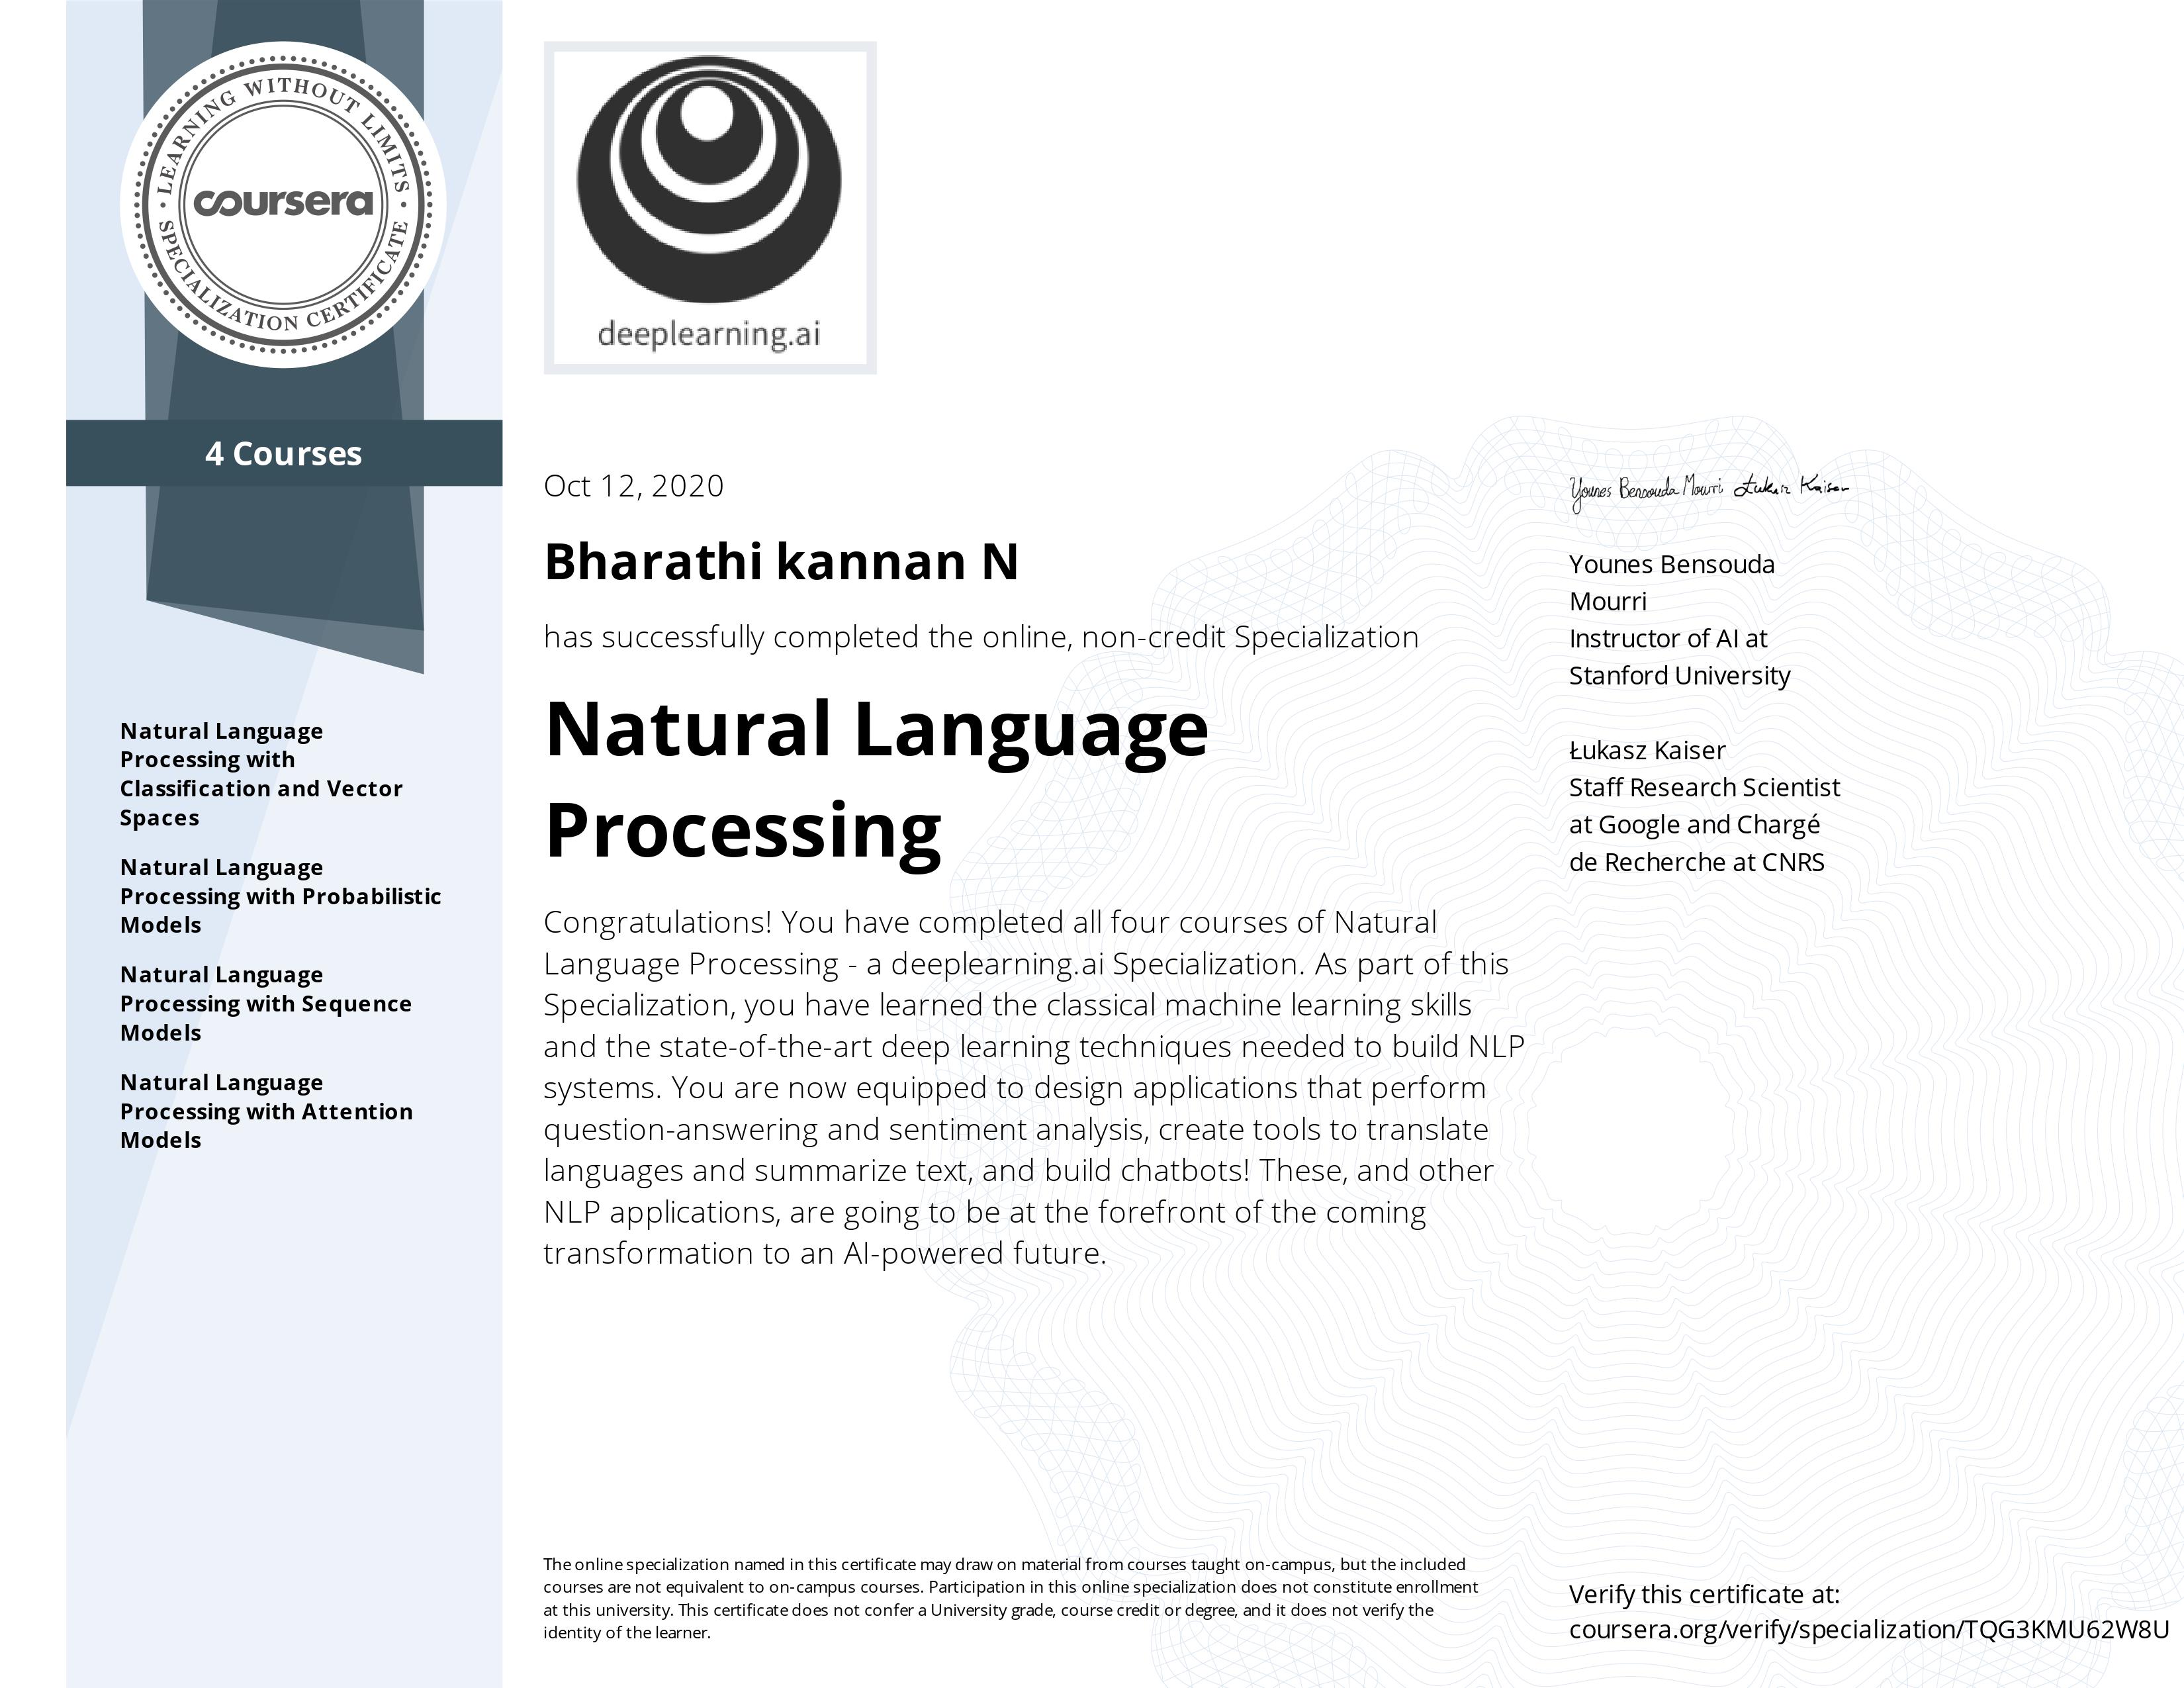 LEARNING WITHOUT LIMITS
coursera
SPECIALIZATION CERTIFICATE
4 Courses
Natural Language
Processing with
Classification and Vector
Spaces
Natural Language
Processing with Probabilistic
Models
Natural Language
Processing with Sequence
Models
Natural Language
Processing with Attention
Models
deeplearning.ai
Oct 12, 2020
Bharathi kannan N
has successfully completed the online, non-credit Specialization
Natural Language
Processing
Congratulations! You have completed all four courses of Natural
Language Processing - a deeplearning.ai Specialization. As part of this
Specialization, you have learned the classical machine learning skills
and the state-of-the-art deep learning techniques needed to build NLP
systems. You are now equipped to design applications that perform
question-answering and sentiment analysis, create tools to translate
languages and summarize text, and build chatbots! These, and other
NLP applications, are going to be at the forefront of the coming
transformation to an AI-powered future.
Younes Bensouda Mourri Łukasz Kaiser
Younes Bensouda
Mourri
Instructor of AI at
Stanford University
Łukasz Kaiser
Staff Research Scientist
at Google and Chargé
de Recherche at CNRS
The online specialization named in this certificate may draw on material from courses taught on-campus, but the included
courses are not equivalent to on-campus courses. Participation in this online specialization does not constitute enrollment
at this university. This certificate does not confer a University grade, course credit or degree, and it does not verify the
identity of the learner.
Verify this certificate at:
coursera.org/verify/specialization/TQG3KMU62W8U